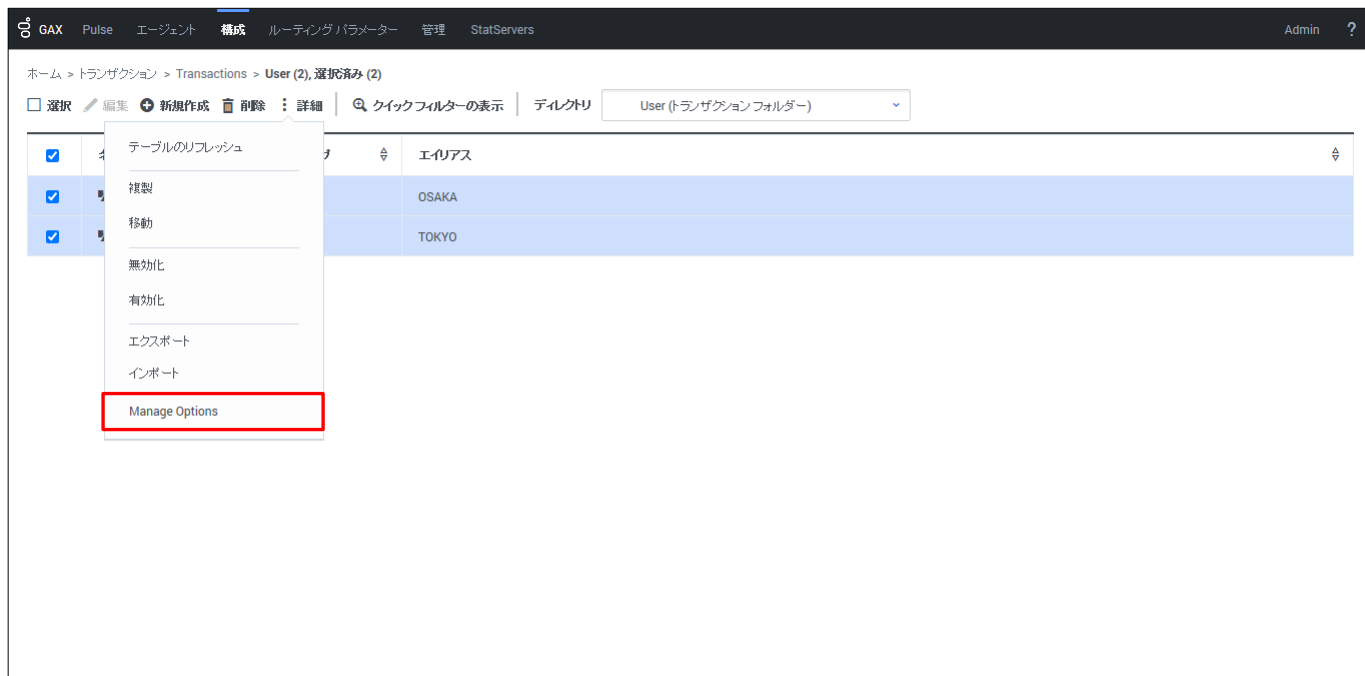 GAX Pulse エージェント 構成 ルーティング パラメーター 管理 StatServers Admin ?
ホーム > トランザクション > Transactions > User (2), 選択済み (2)
選択 編集 新規作成 削除 詳細 クイック フィルターの表示 ディレクトリ User (トランザクション フォルダー)
エイリアス
テーブルのリフレッシュ
複製
OSAKA
移動
TOKYO
無効化
有効化
エクスポート
インポート
Manage Options